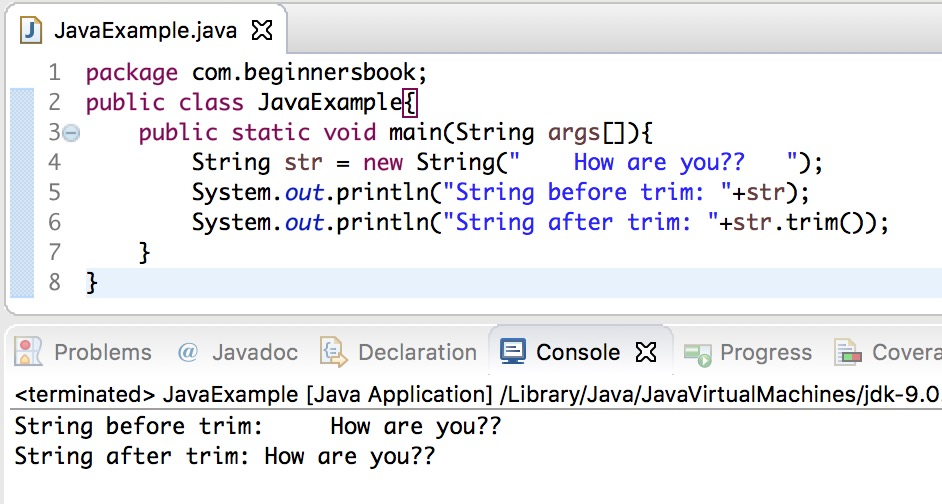 JavaExample.java
1 package com.beginnersbook;
2 public class JavaExample{
3     public static void main(String args[]){
4         String str = new String("    How are you??   ");
5         System.out.println("String before trim: "+str);
6         System.out.println("String after trim: "+str.trim());
7     }
8 }
Problems @ Javadoc Declaration Console Progress Covera
<terminated> JavaExample [Java Application] /Library/Java/JavaVirtualMachines/jdk-9.0
String before trim:     How are you??
String after trim: How are you??